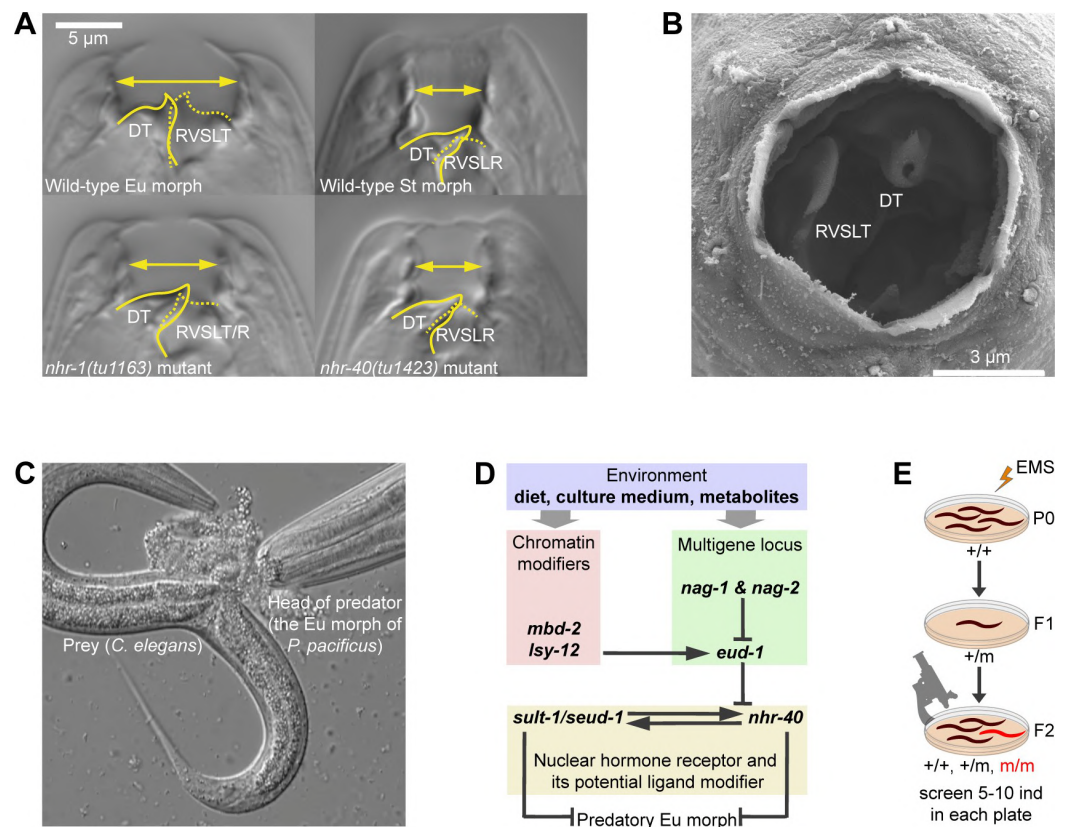 A
5 µm
DT
RVSLT
Wild-type Eu morph
DT
RVSLR
Wild-type St morph
DT
RVSLT/R
nhr-1(tu1163) mutant
DT
RVSLR
nhr-40(tu1423) mutant
B
DT
RVSLT
3 µm
C
Head of predator
(the Eu morph of
P. pacificus)
Prey (C. elegans)
D
Environment
diet, culture medium, metabolites
Chromatin
modifiers
Multigene locus
nag-1 & nag-2
mbd-2
lsy-12
eud-1
sult-1/seud-1
nhr-40
Nuclear hormone receptor and
its potential ligand modifier
Predatory Eu morph
E
EMS
P0
+/+
F1
+/m
F2
+/+, +/m, m/m
screen 5-10 ind
in each plate